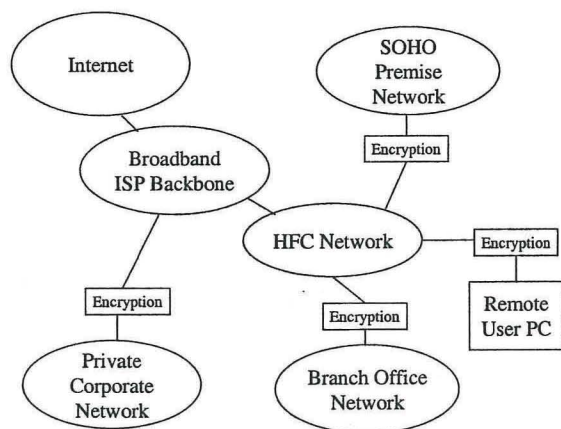 Internet
SOHO
Premise
Network
Encryption
Broadband
ISP Backbone
HFC Network
Encryption
Remote
User PC
Encryption
Encryption
Private
Corporate
Network
Branch Office
Network